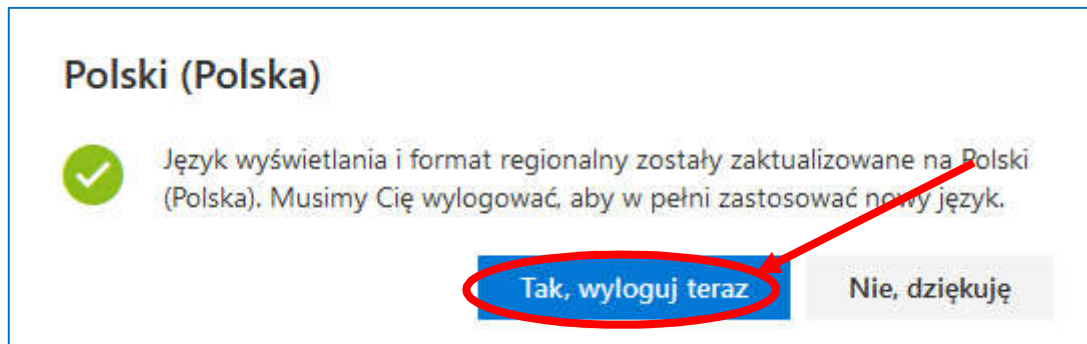 Polski (Polska)
Język wyświetlania i format regionalny zostały zaktualizowane na Polski
(Polska). Musimy Cię wylogować, aby w pełni zastosować nowy język.
Tak, wyloguj teraz
Nie, dziękuję